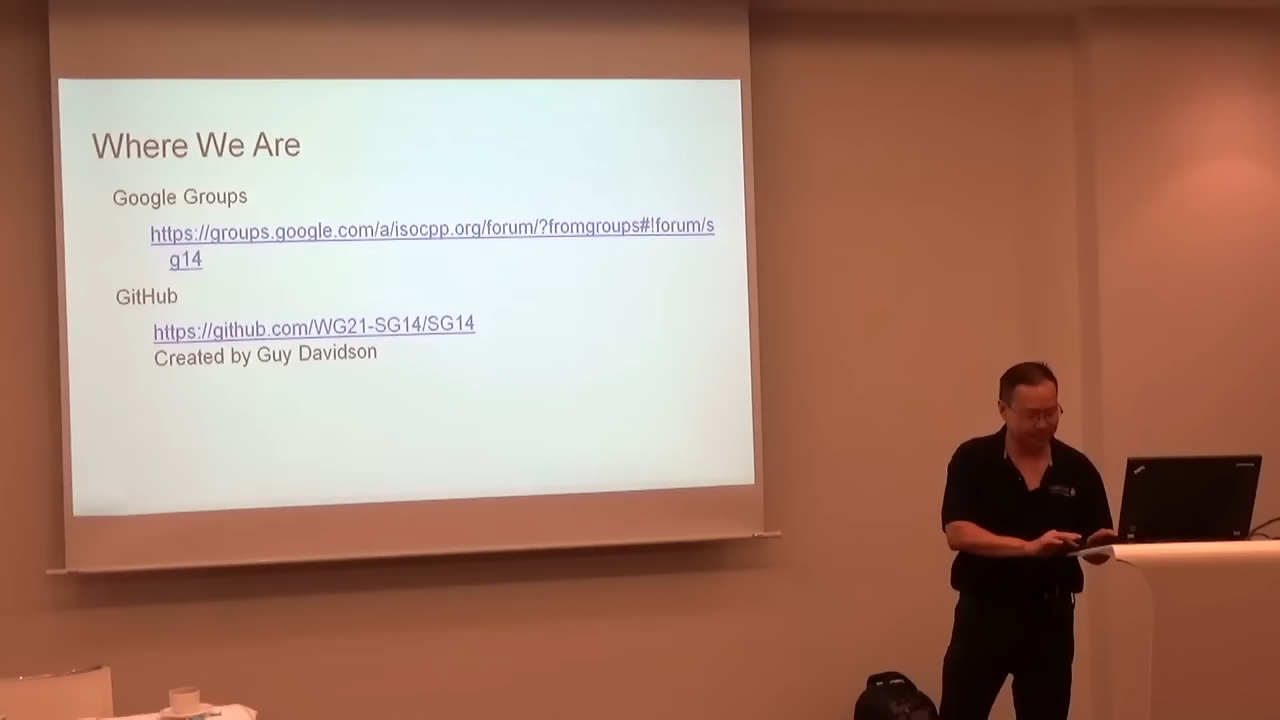 Where We Are
Google Groups
https://groups.google.com/a/isocpp.org/forum/?fromgroups#!forum/s
g14
GitHub
https://github.com/WG21-SG14/SG14
Created by Guy Davidson